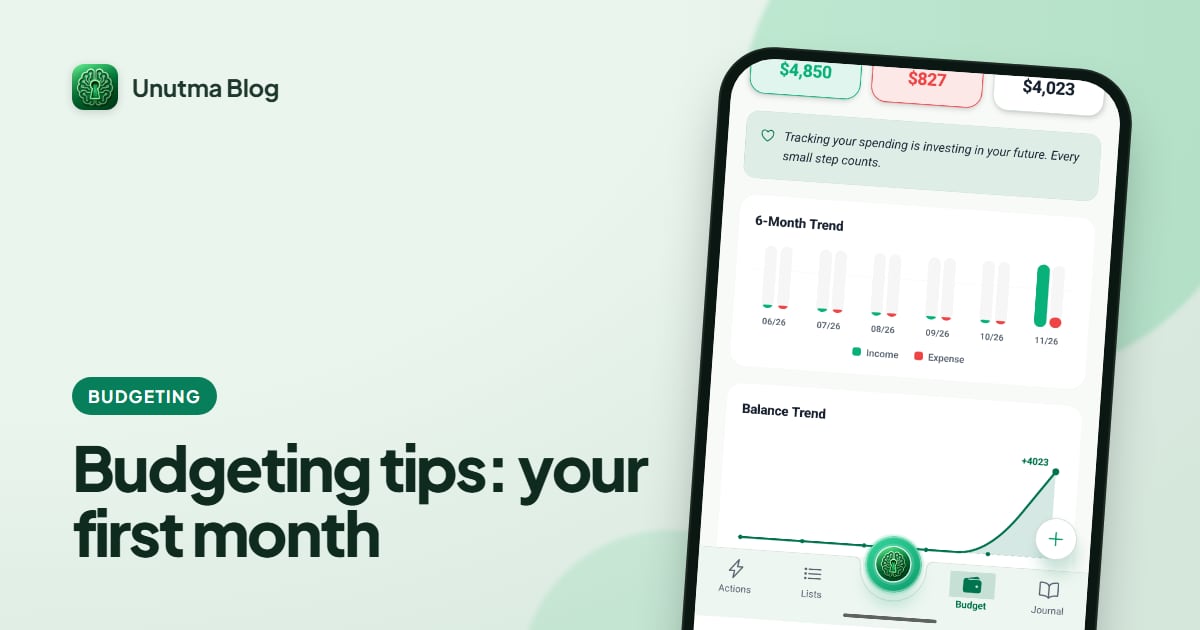 Unutma Blog
BUDGETING
Budgeting tips: your
first month
$4,850
$827
$4,023
Tracking your spending is investing in your future. Every
small step counts.
6-Month Trend
06/26
07/26
08/26
09/26
10/26
11/26
Income
Expense
Balance Trend
+4023
Actions
Lists
Budget
Journal